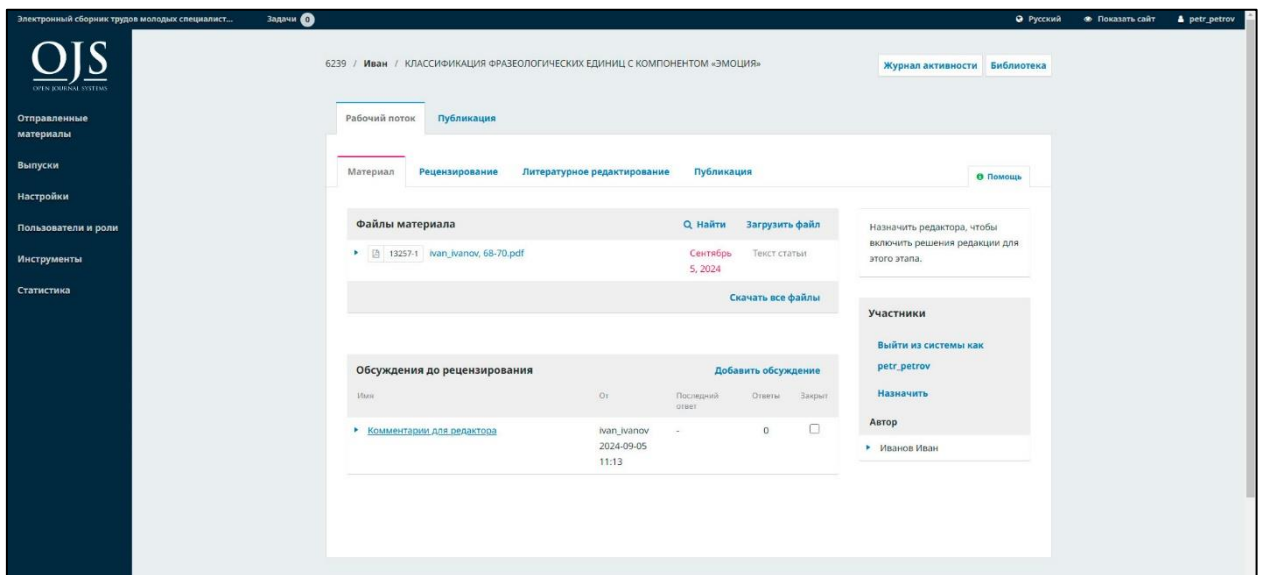 Электронный сборник трудов молодых специалист...
Задачи 0
Русский
Показать сайт
petr_petrov
OJS
OPEN JOURNAL SYSTEMS
Отправленные
материалы
Выпуски
Настройки
Пользователи и роли
Инструменты
Статистика
6239 / Иван / КЛАССИФИКАЦИЯ ФРАЗЕОЛОГИЧЕСКИХ ЕДИНИЦ С КОМПОНЕНТОМ «ЭМОЦИЯ»
Журнал активности
Библиотека
Рабочий поток
Публикация
Материал
Рецензирование
Литературное редактирование
Публикация
Помощь
Файлы материала
Найти
Загрузить файл
13257-1 ivan_ivanov, 68-70.pdf
Сентябрь
5, 2024
Текст статьи
Скачать все файлы
Обсуждения до рецензирования
Добавить обсуждение
Имя
От
Последний
ответ
Ответы
Закрыт
Комментарии для редактора
ivan_ivanov
2024-09-05
11:13
-
0
Назначить редактора, чтобы
включить решения редакции для
этого этапа.
Участники
Выйти из системы как
petr_petrov
Назначить
Автор
Иванов Иван